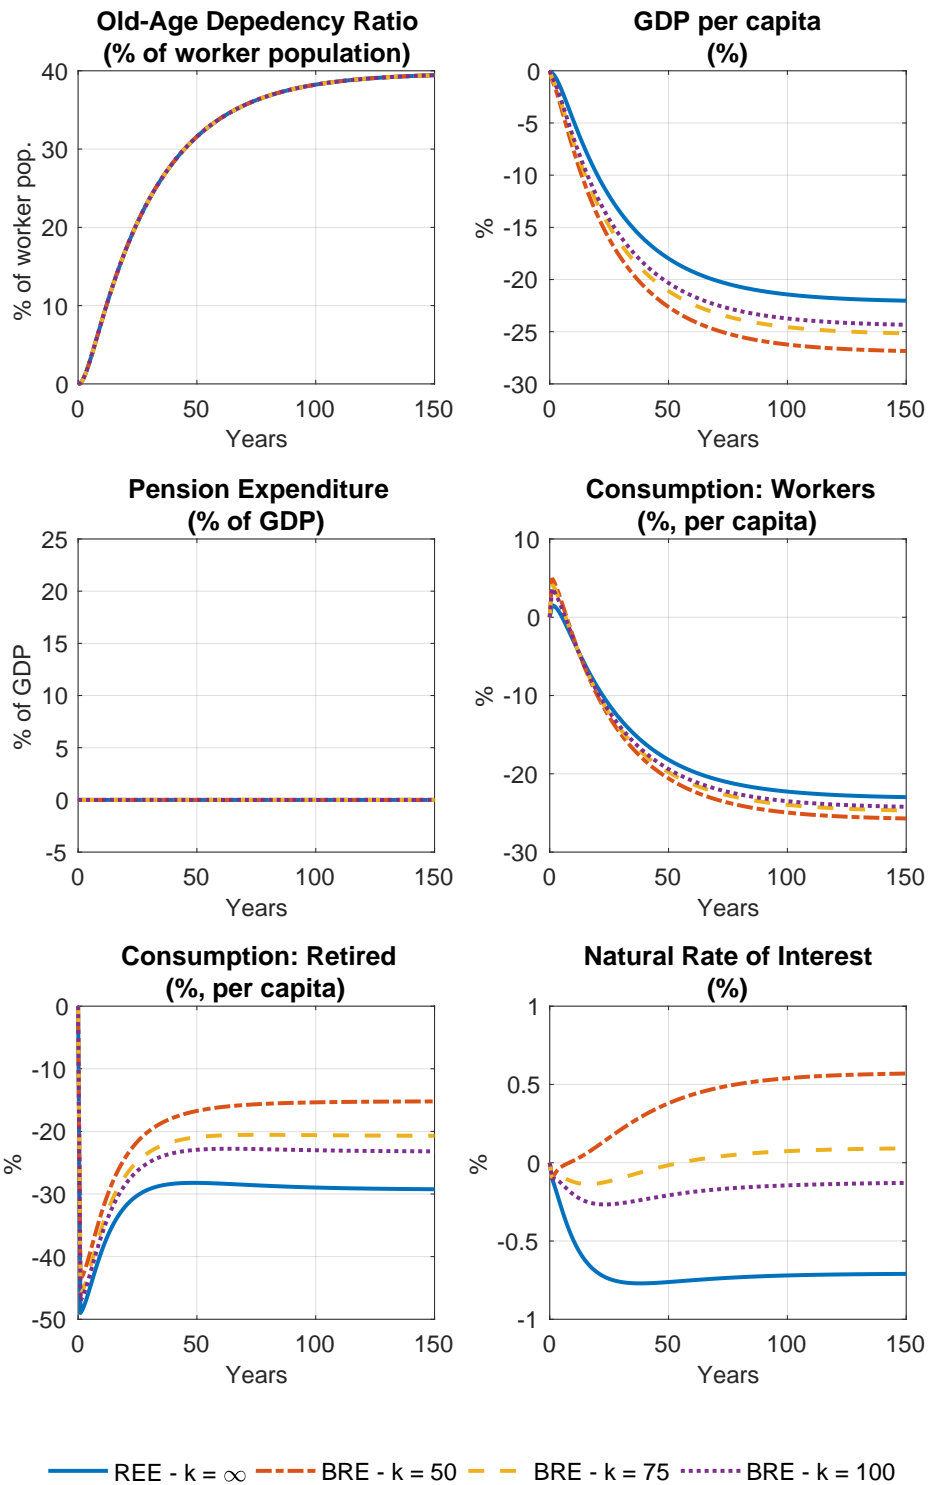 Old-Age Depedency Ratio
(% of worker population)
% of worker pop.
40
30
20
10
0
0 50 100 150
Years
GDP per capita
(%)
%
0
-5
-10
-15
-20
-25
-30
0 50 100 150
Years
Pension Expenditure
(% of GDP)
% of GDP
25
20
15
10
5
0
-5
0 50 100 150
Years
Consumption: Workers
(%, per capita)
%
10
0
-10
-20
-30
0 50 100 150
Years
Consumption: Retired
(%, per capita)
%
0
-10
-20
-30
-40
-50
0 50 100 150
Years
Natural Rate of Interest
(%)
%
1
0.5
0
-0.5
-1
0 50 100 150
Years
REE - k = ∞ BRE - k = 50 BRE - k = 75 BRE - k = 100